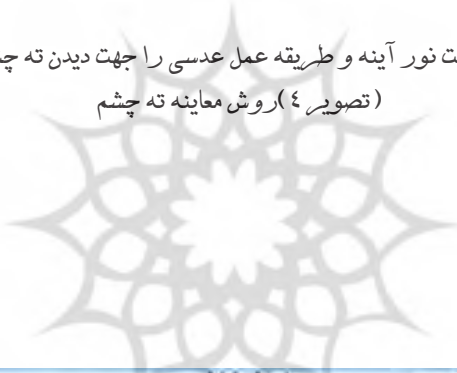 ت نور آینه و طریقه عمل عدسی را جهت دیدن ته
(تصویر ٤)روش معاینه ته چشم